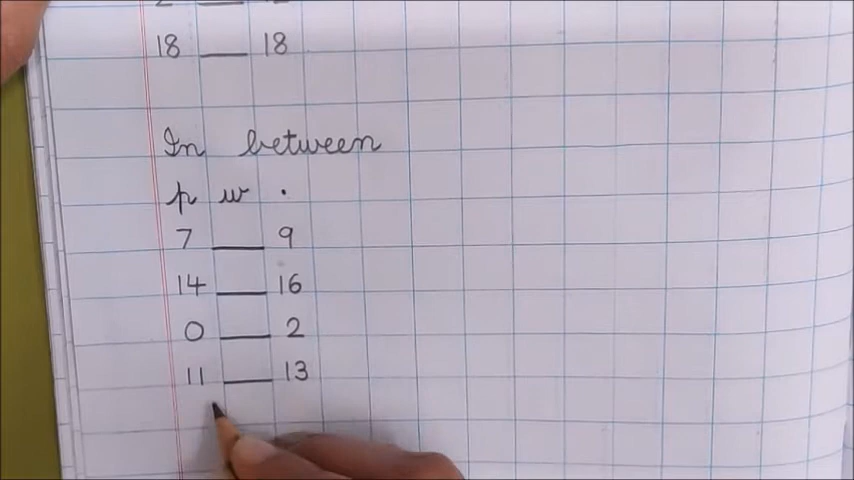 18 ___ 18
In between
p w .
7 ___ 9
14 ___ 16
0 ___ 2
11 ___ 13